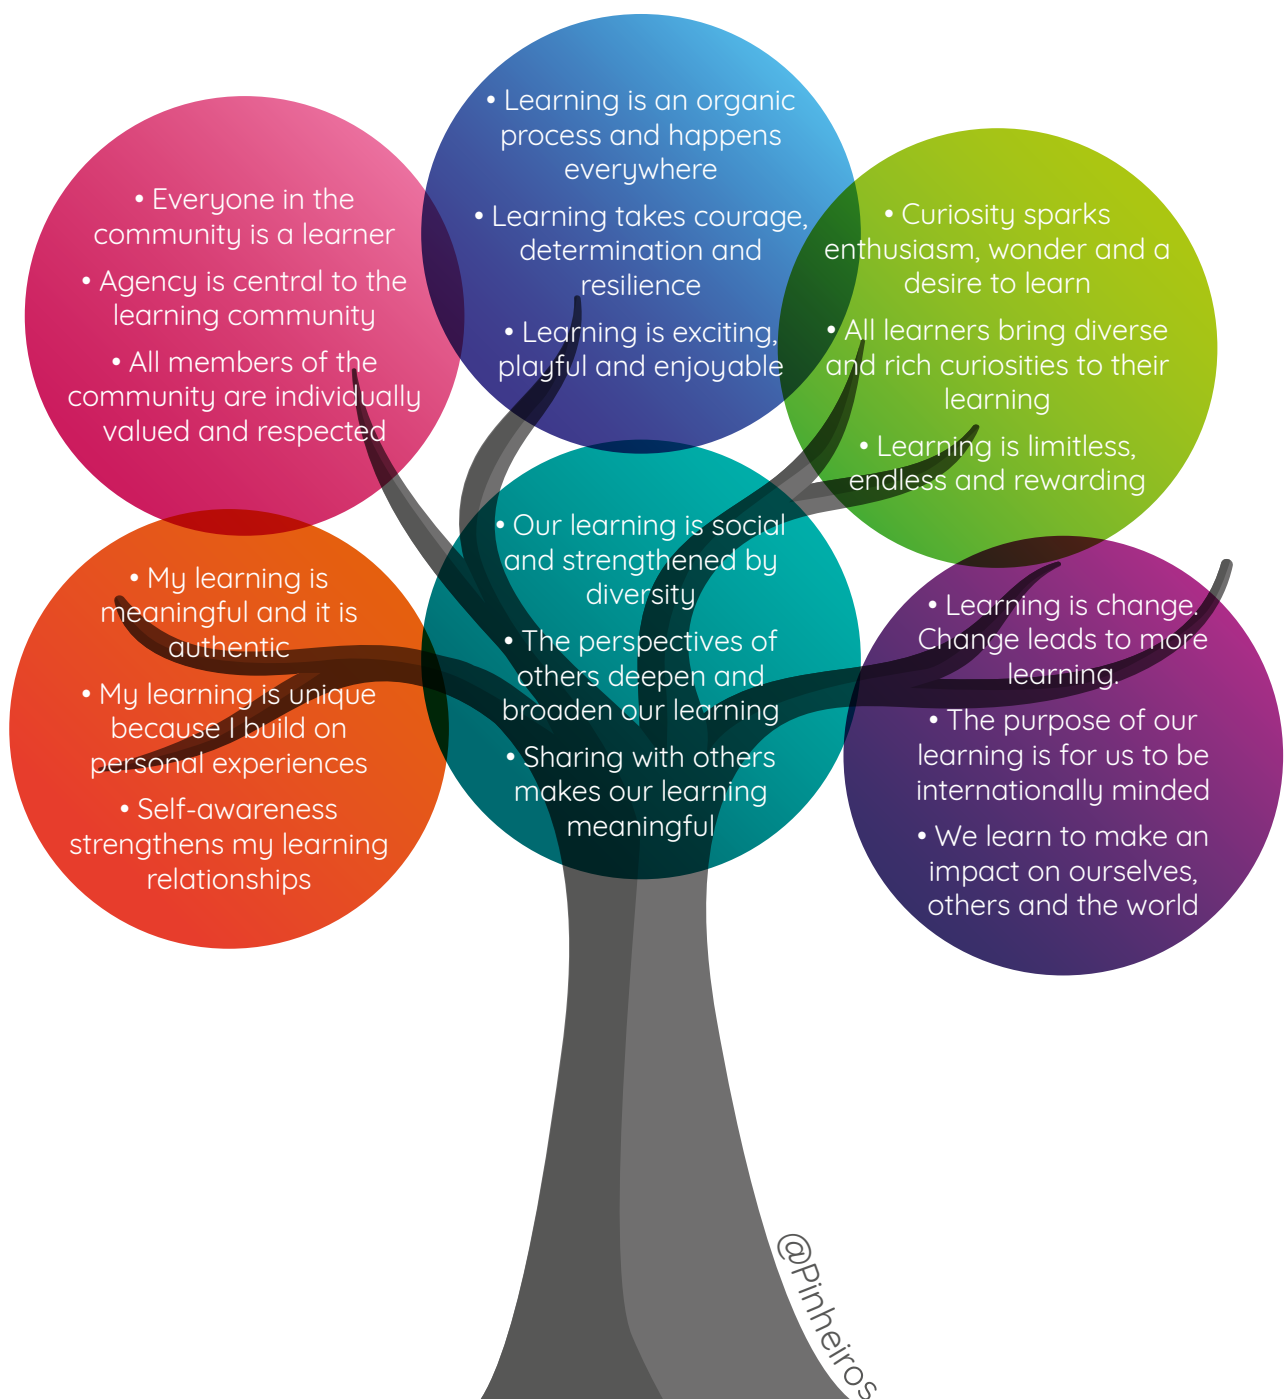 • Learning is an organic
process and happens
everywhere
• Learning takes courage,
determination and
resilience
• Learning is exciting,
playful and enjoyable
• Everyone in the
community is a learner
• Agency is central to the
learning community
• All members of the
community are individually
valued and respected
• Curiosity sparks
enthusiasm, wonder and a
desire to learn
• All learners bring diverse
and rich curiosities to their
learning
• Learning is limitless,
endless and rewarding
• My learning is
meaningful and it is
authentic
• My learning is unique
because I build on
personal experiences
• Self-awareness
strengthens my learning
relationships
• Our learning is social
and strengthened by
diversity
• The perspectives of
others deepen and
broaden our learning
• Sharing with others
makes our learning
meaningful
• Learning is change.
Change leads to more
learning.
• The purpose of our
learning is for us to be
internationally minded
• We learn to make an
impact on ourselves,
others and the world
@Pinheiros